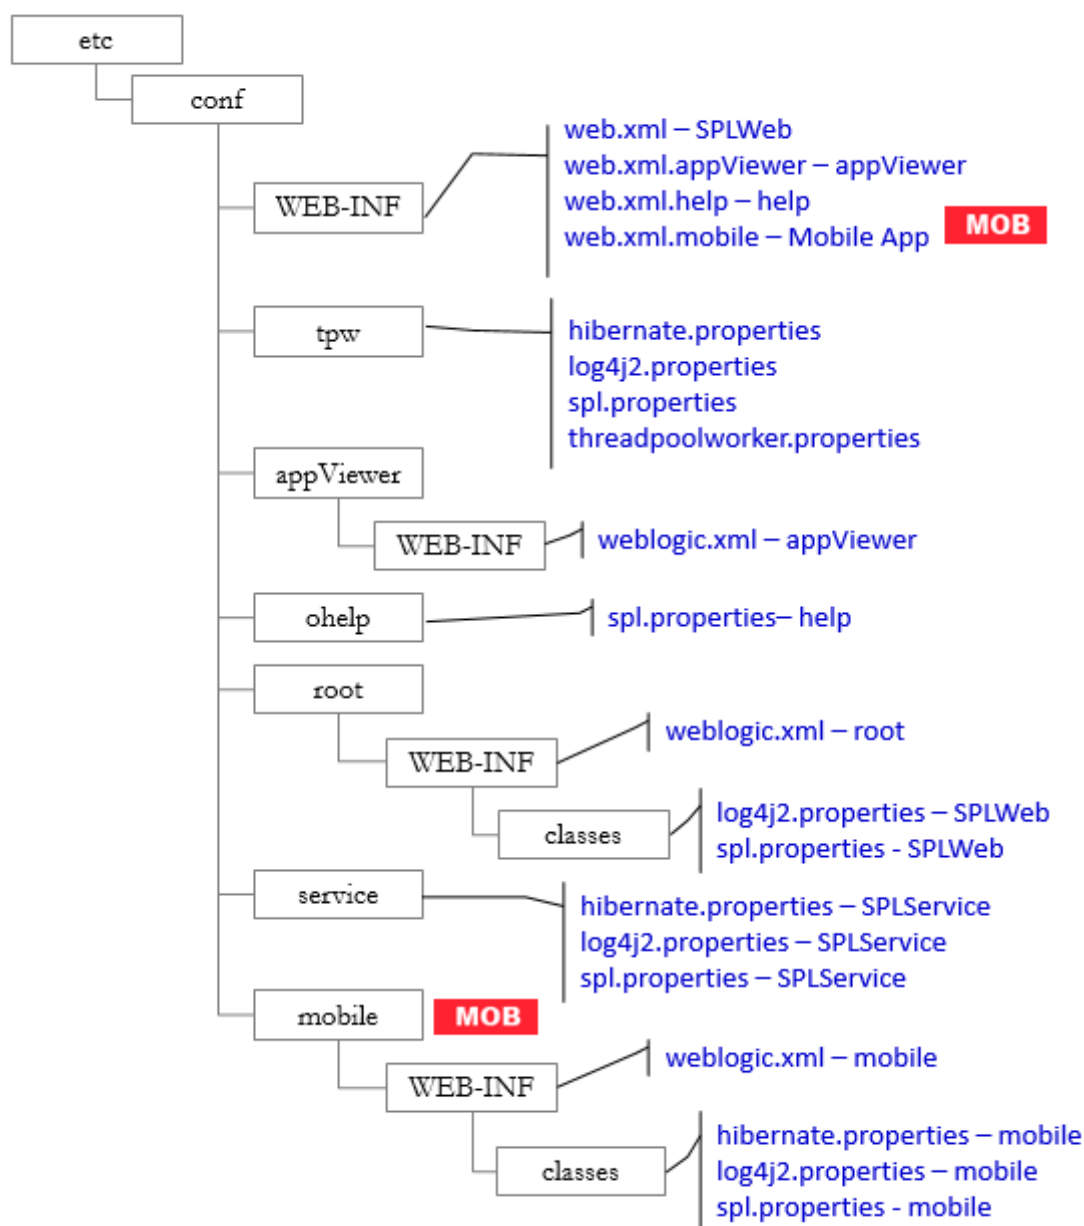 etc
conf
WEB-INF
web.xml – SPLWeb
web.xml.appViewer – appViewer
web.xml.help – help
web.xml.mobile – Mobile App MOB
tpw
hibernate.properties
log4j2.properties
spl.properties
threadpoolworker.properties
appViewer
WEB-INF
weblogic.xml – appViewer
ohelp
spl.properties– help
root
WEB-INF
weblogic.xml – root
classes
log4j2.properties – SPLWeb
spl.properties - SPLWeb
service
hibernate.properties – SPLService
log4j2.properties – SPLService
spl.properties – SPLService
mobile MOB
WEB-INF
weblogic.xml – mobile
classes
hibernate.properties – mobile
log4j2.properties – mobile
spl.properties - mobile